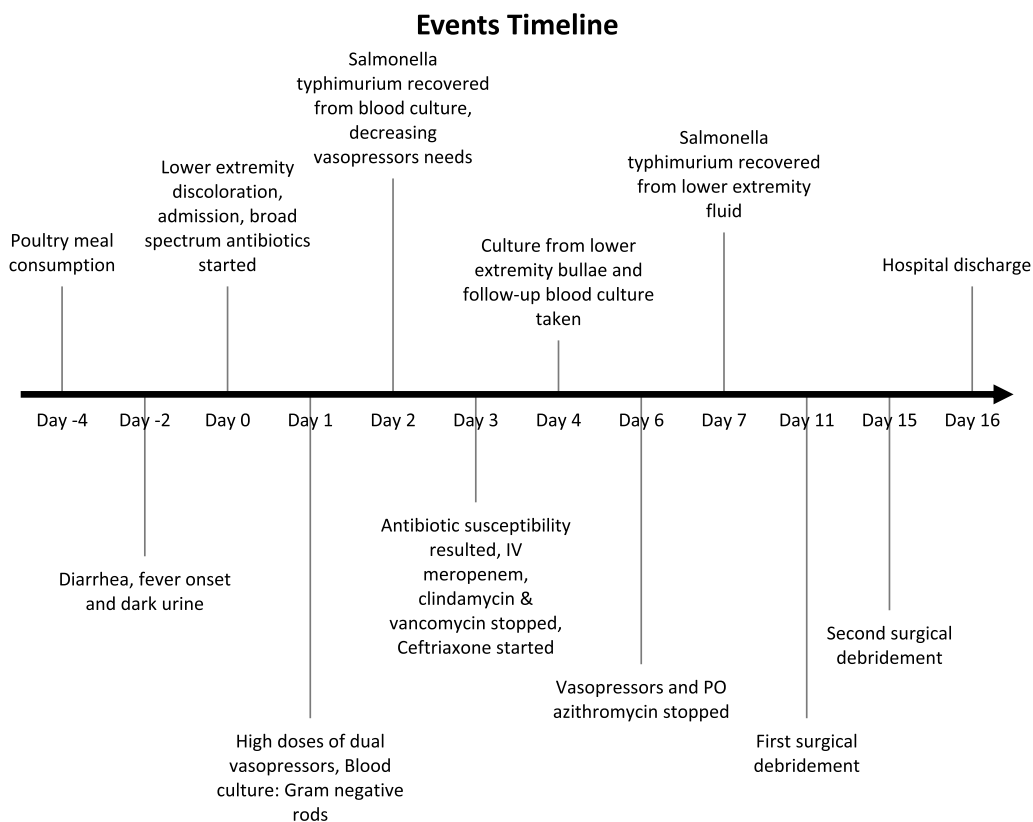 Events Timeline
Salmonella
typhimurium recovered
from blood culture,
decreasing
vasopressors needs
Salmonella
typhimurium recovered
from lower extremity
fluid
Lower extremity
discoloration,
admission, broad
spectrum antibiotics
started
Poultry meal
consumption
Culture from lower
extremity bullae and
follow-up blood culture
taken
Hospital discharge
Day -4 Day -2 Day 0 Day 1 Day 2 Day 3 Day 4 Day 6 Day 7 Day 11 Day 15 Day 16
Diarrhea, fever onset
and dark urine
High doses of dual
vasopressors, Blood
culture: Gram negative
rods
Antibiotic susceptibility
resulted, IV
meropenem,
clindamycin &
vancomycin stopped,
Ceftriaxone started
Vasopressors and PO
azithromycin stopped
First surgical
debridement
Second surgical
debridement